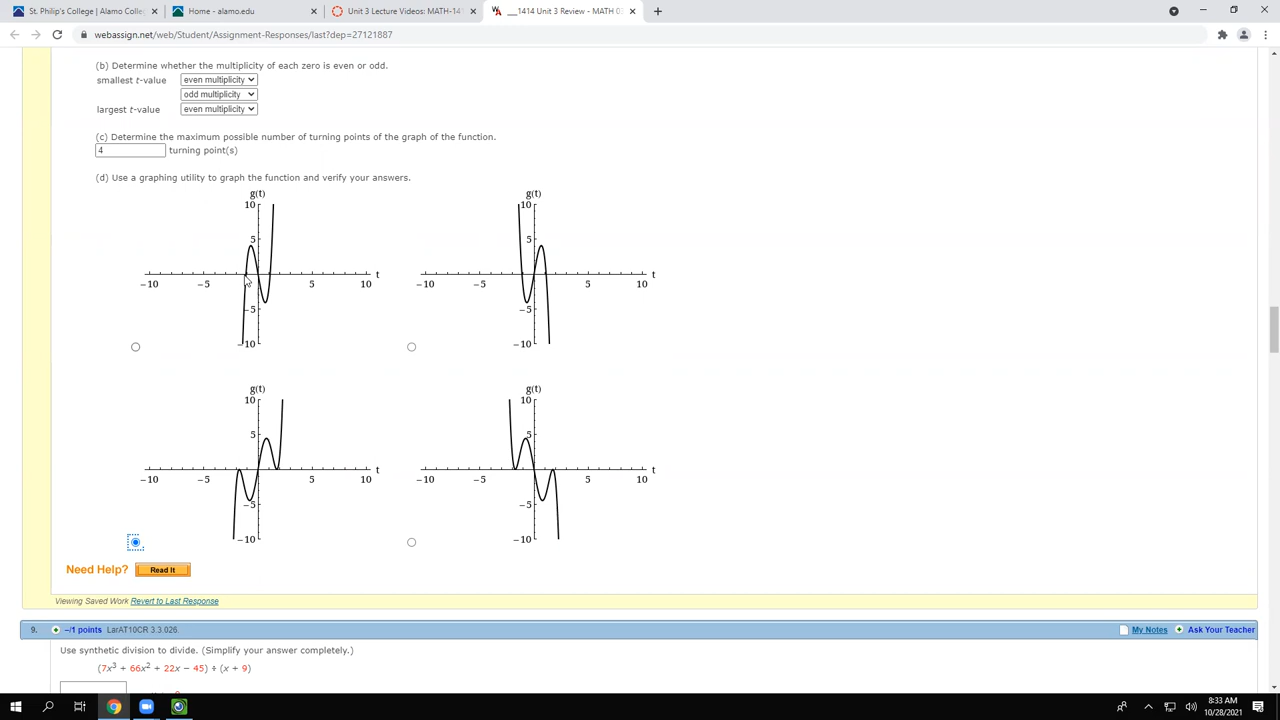 St. Philip's College | Alamo Colle
Home - alamo.edu
Unit 3 Lecture Videos: MATH-141
__1414 Unit 3 Review - MATH 03
webassign.net/web/Student/Assignment-Responses/last?dep=27121887
(b) Determine whether the multiplicity of each zero is even or odd.
smallest t-value even multiplicity
odd multiplicity
largest t-value even multiplicity
(c) Determine the maximum possible number of turning points of the graph of the function.
4 turning point(s)
(d) Use a graphing utility to graph the function and verify your answers.
g(t) g(t)
10 10
5 5
t t
−10 −5 5 10 −10 −5 5 10
−5 −5
−10 −10
g(t) g(t)
10 10
5 5
t t
−10 −5 5 10 −10 −5 5 10
−5 −5
−10 −10
Need Help? Read It
Viewing Saved Work Revert to Last Response
9. −/1 points LarAT10CR 3.3.026. My Notes Ask Your Teacher
Use synthetic division to divide. (Simplify your answer completely.)
(7x³ + 66x² + 22x − 45) ÷ (x + 9)
8:33 AM
10/28/2021